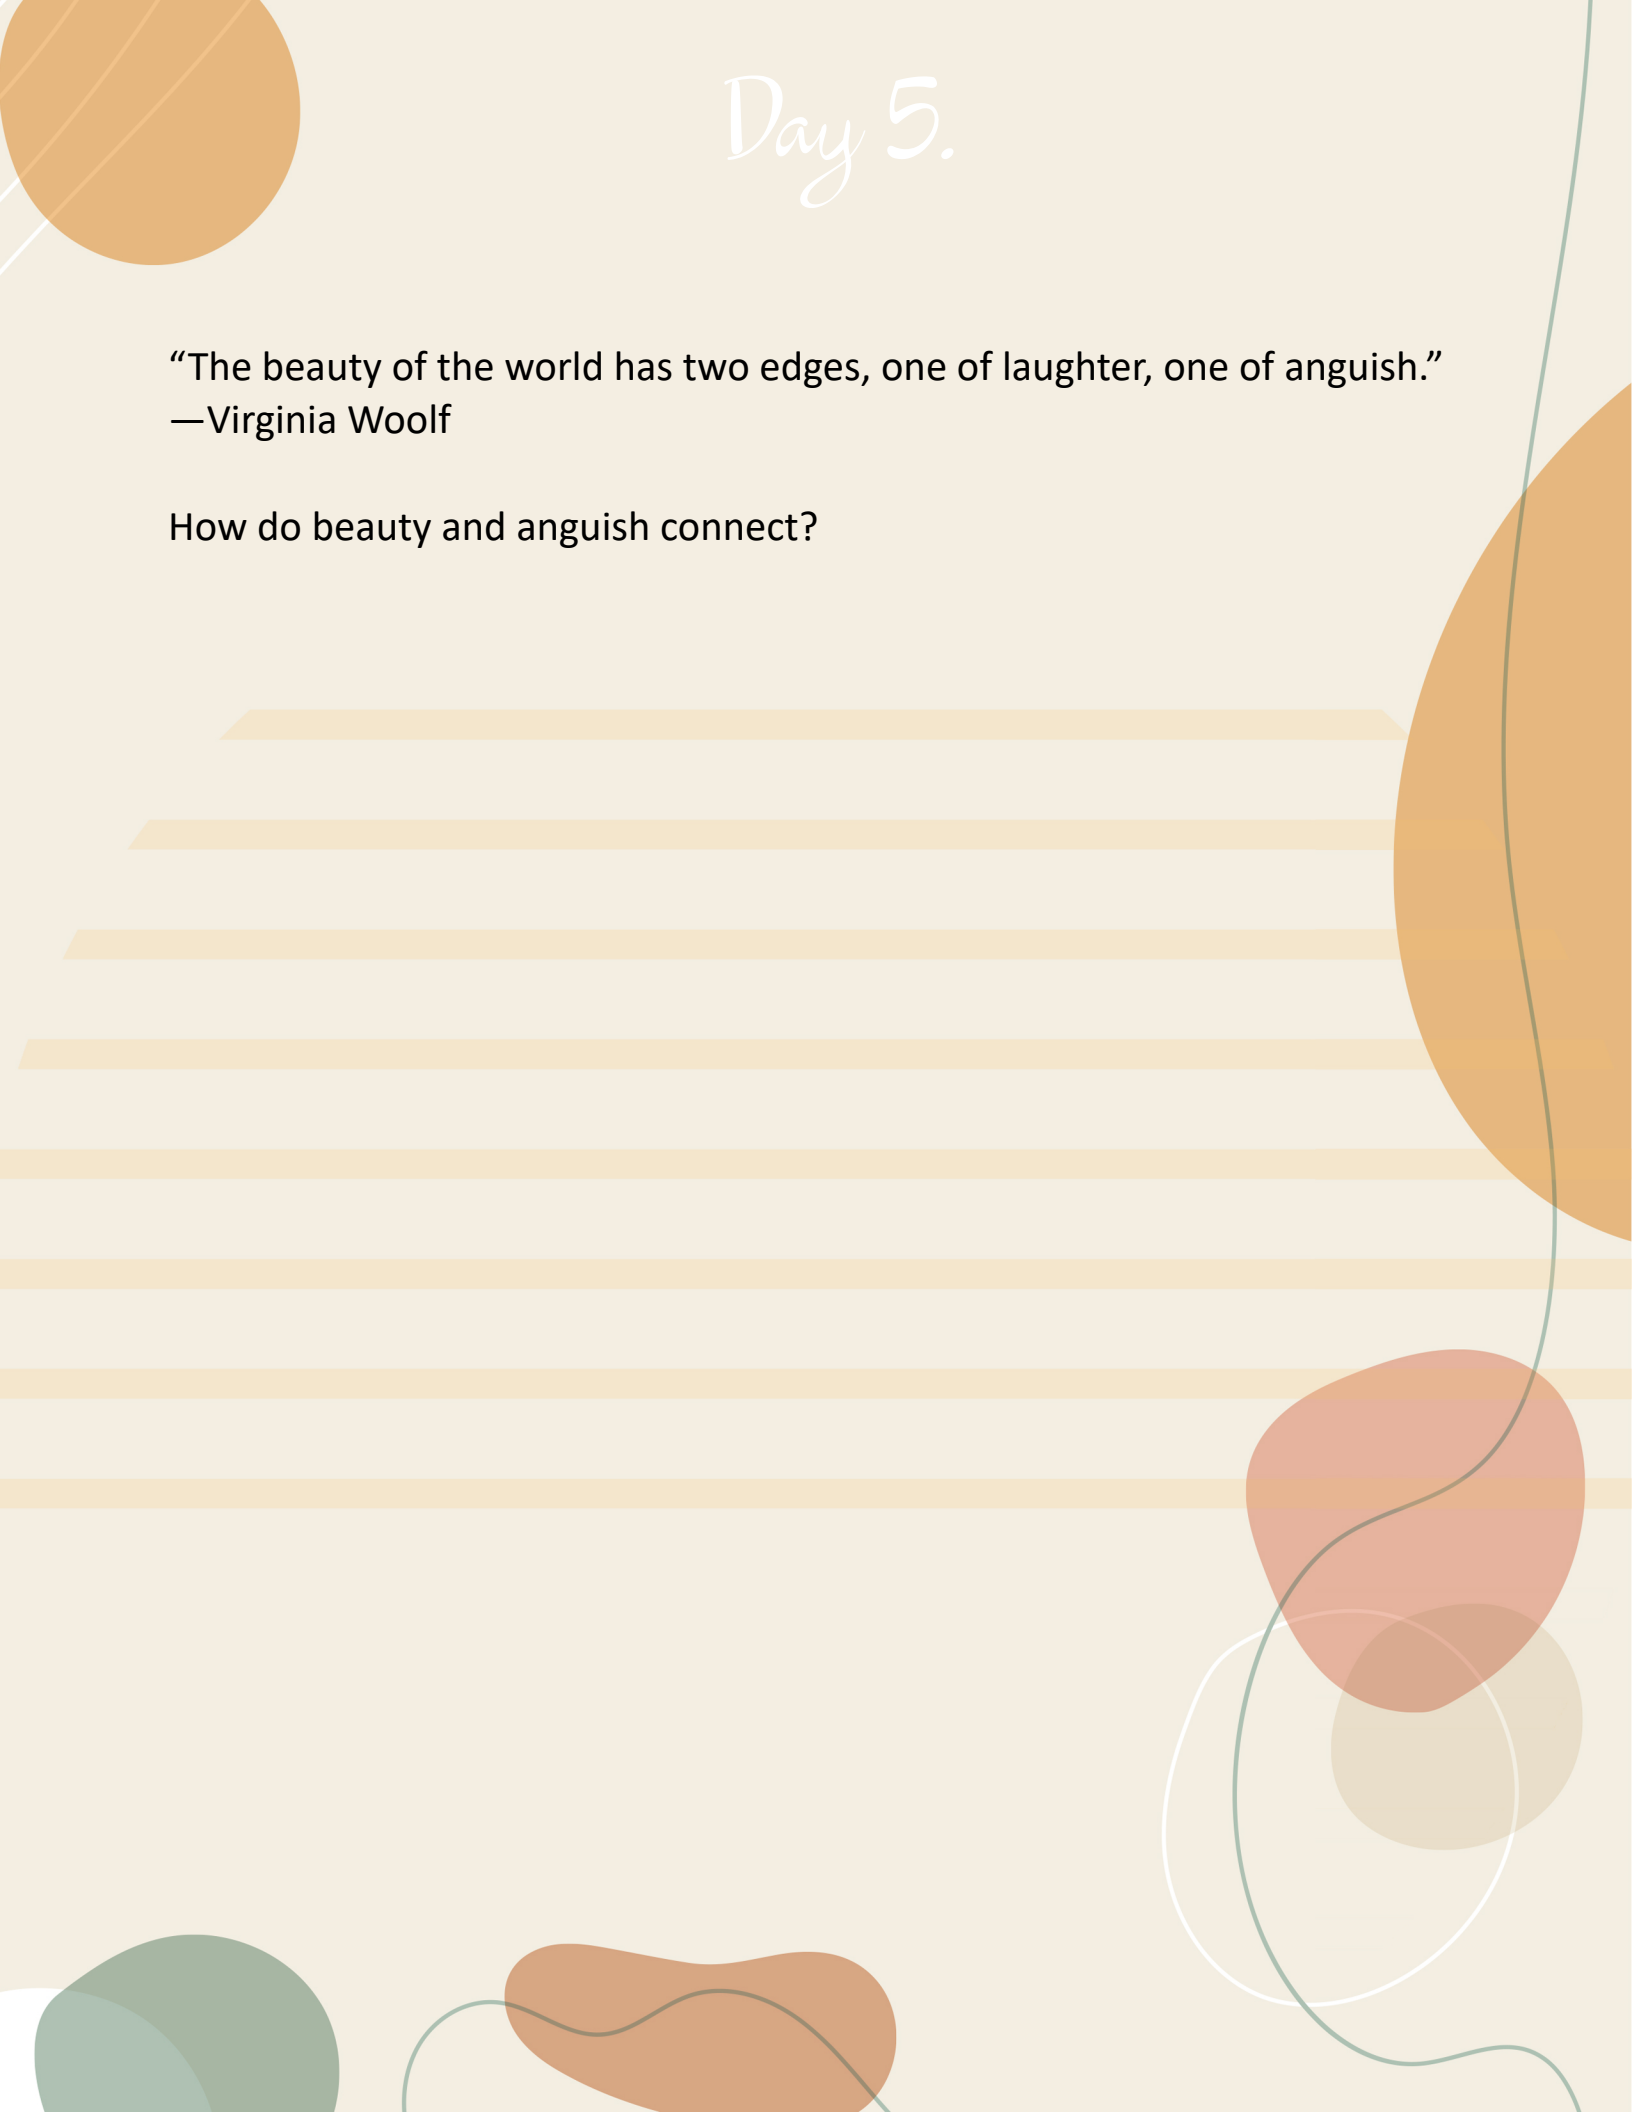 Day 5.
“The beauty of the world has two edges, one of laughter, one of anguish.”
—Virginia Woolf
How do beauty and anguish connect?